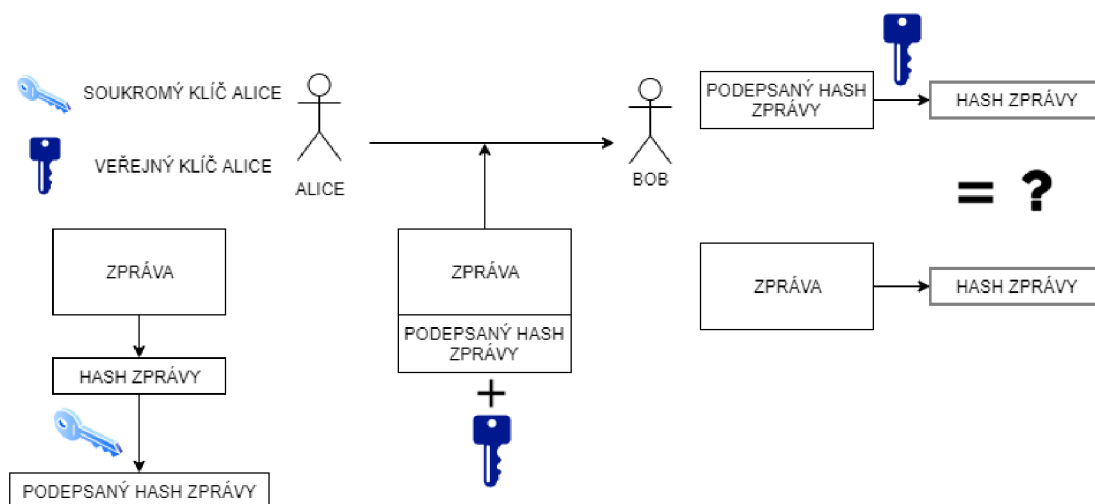 SOUKROMÝ KLÍČ ALICE
VEŘEJNÝ KLÍČ ALICE
ALICE
BOB
ZPRÁVA
HASH ZPRÁVY
PODEPSANÝ HASH ZPRÁVY
ZPRÁVA
PODEPSANÝ HASH
ZPRÁVY
+
PODEPSANÝ HASH
ZPRÁVY
HASH ZPRÁVY
= ?
ZPRÁVA
HASH ZPRÁVY